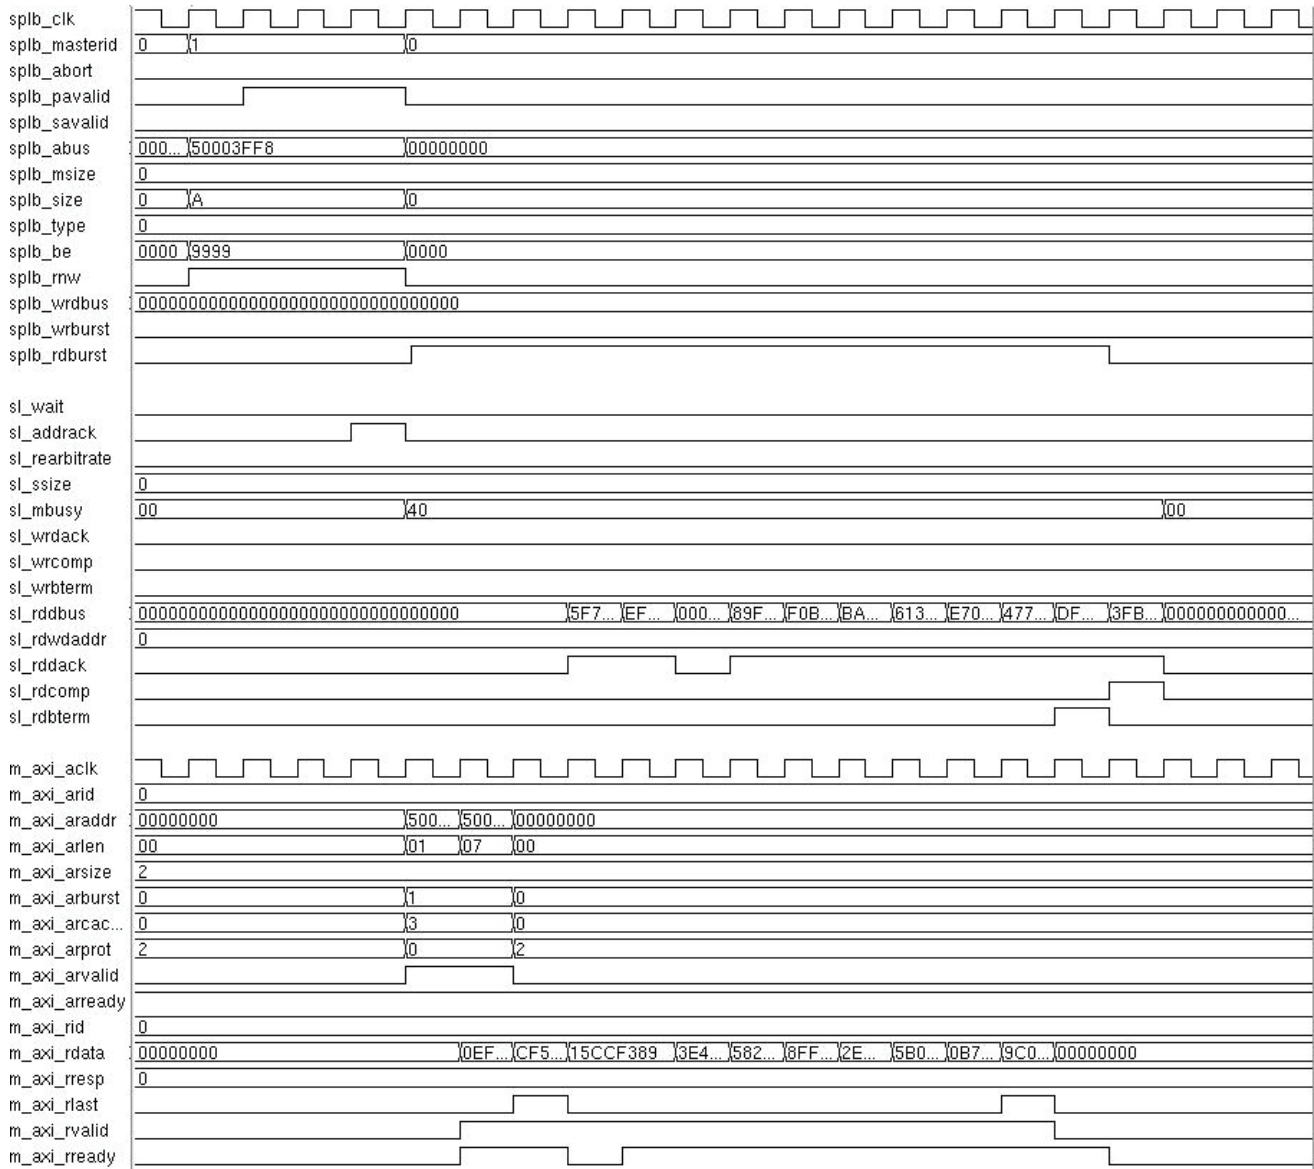 splb_clk
splb_masterid 0 1 0
splb_abort
splb_pavalid
splb_savalid
splb_abus 000... 50003FF8 00000000
splb_msize 0
splb_size 0 A 0
splb_type 0
splb_be 0000 9999 0000
splb_rnw
splb_wrdbus 00000000000000000000000000000000
splb_wrburst
splb_rdburst
sl_wait
sl_addrack
sl_rearbitrate
sl_ssize 0
sl_mbusy 00 40 00
sl_wrdack
sl_wrcomp
sl_wrbterm
sl_rddbus 00000000000000000000000000000000 5F7... EF... 000... 89F... F0B... BA... 613... E70... 477... DF... 3FB... 000000000000...
sl_rdwdaddr 0
sl_rddack
sl_rdcomp
sl_rdbterm
m_axi_aclk
m_axi_arid 0
m_axi_araddr 00000000 500... 500... 00000000
m_axi_arlen 00 01 07 00
m_axi_arsize 2
m_axi_arburst 0 1 0
m_axi_arcac... 0 3 0
m_axi_arprot 2 0 2
m_axi_arvalid
m_axi_arready
m_axi_rid 0
m_axi_rdata 00000000 0EF... CF5... 15CCF389 3E4... 582... 8FF... 2E... 5B0... 0B7... 9C0... 00000000
m_axi_rresp 0
m_axi_rlast
m_axi_rvalid
m_axi_rready